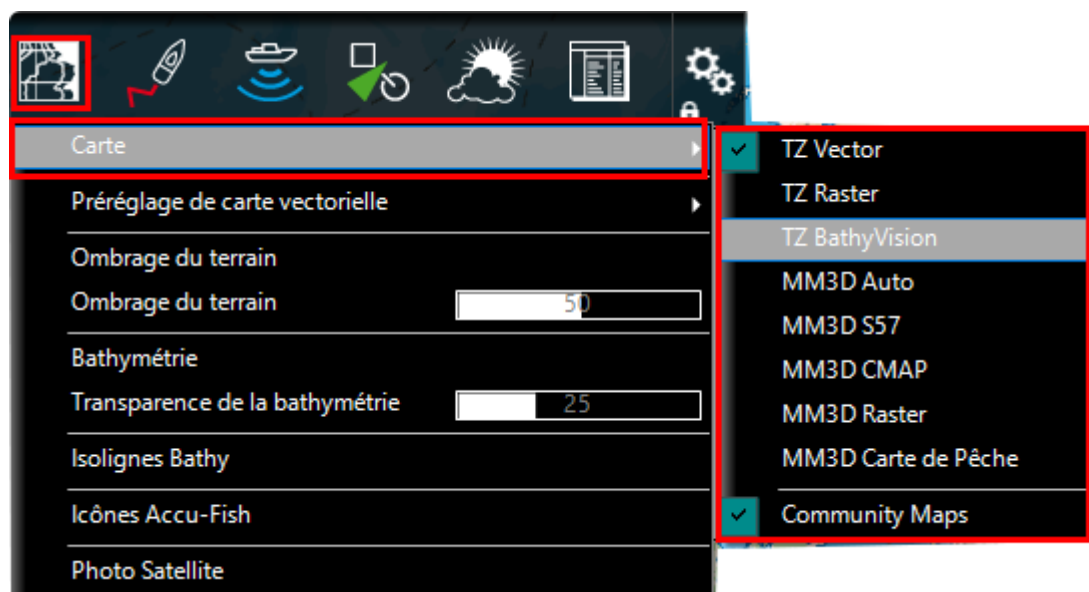 Carte
Préréglage de carte vectorielle
Ombrage du terrain
Ombrage du terrain 50
Bathymétrie
Transparence de la bathymétrie 25
Isolignes Bathy
Icônes Accu-Fish
Photo Satellite
TZ Vector
TZ Raster
TZ BathyVision
MM3D Auto
MM3D S57
MM3D CMAP
MM3D Raster
MM3D Carte de Pêche
Community Maps